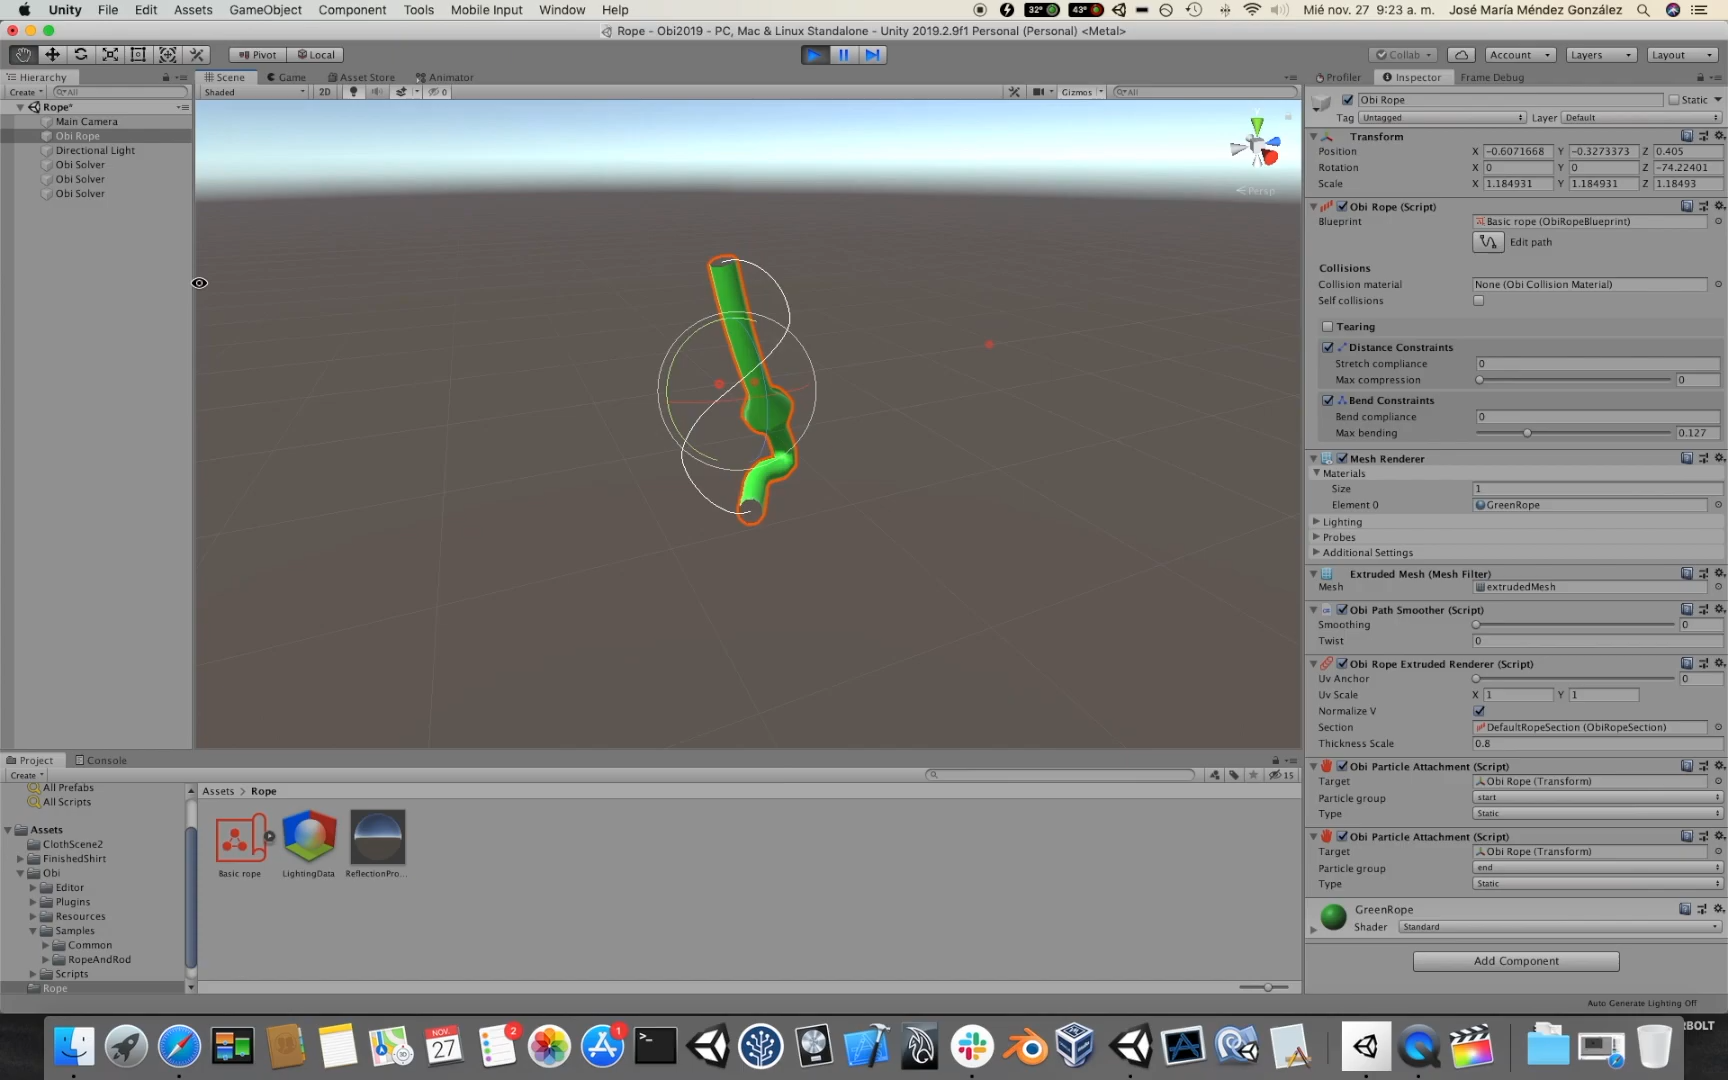 Unity File Edit Assets GameObject Component Tools Mobile Input Window Help 32° 43° Mié nov. 27 9:23 a. m. José María Méndez González
Rope - Obi2019 - PC, Mac & Linux Standalone - Unity 2019.2.9f1 Personal (Personal) <Metal>
Pivot Local Collab Account Layers Layout
Hierarchy Scene Game Asset Store Animator Profiler Inspector Frame Debug
Create All Shaded 2D 0 Gizmos All
Rope*
Main Camera
Obi Rope
Directional Light
Obi Solver
Obi Solver
Obi Solver
Persp
Obi Rope Static
Tag Untagged Layer Default
Transform
Position X -0.6071668 Y -0.3273373 Z 0.405
Rotation X 0 Y 0 Z -74.22401
Scale X 1.184931 Y 1.184931 Z 1.18493
Obi Rope (Script)
Blueprint Basic rope (ObiRopeBlueprint)
Edit path
Collisions
Collision material None (Obi Collision Material)
Self collisions
Tearing
Distance Constraints
Stretch compliance 0
Max compression 0
Bend Constraints
Bend compliance 0
Max bending 0.127
Mesh Renderer
Materials
Size 1
Element 0 GreenRope
Lighting
Probes
Additional Settings
Extruded Mesh (Mesh Filter)
Mesh extrudedMesh
Obi Path Smoother (Script)
Smoothing 0
Twist 0
Obi Rope Extruded Renderer (Script)
Uv Anchor 0
Uv Scale X 1 Y 1
Normalize V
Section DefaultRopeSection (ObiRopeSection)
Thickness Scale 0.8
Obi Particle Attachment (Script)
Target Obi Rope (Transform)
Particle group start
Type Static
Obi Particle Attachment (Script)
Target Obi Rope (Transform)
Particle group end
Type Static
GreenRope
Shader Standard
Add Component
Auto Generate Lighting Off
Project Console
Create 15
All Prefabs
All Scripts
Assets
ClothScene2
FinishedShirt
Obi
Editor
Plugins
Resources
Samples
Common
RopeAndRod
Scripts
Rope
Assets > Rope
Basic rope LightingData ReflectionPro...
NOV. 27 2 1
RBOLT